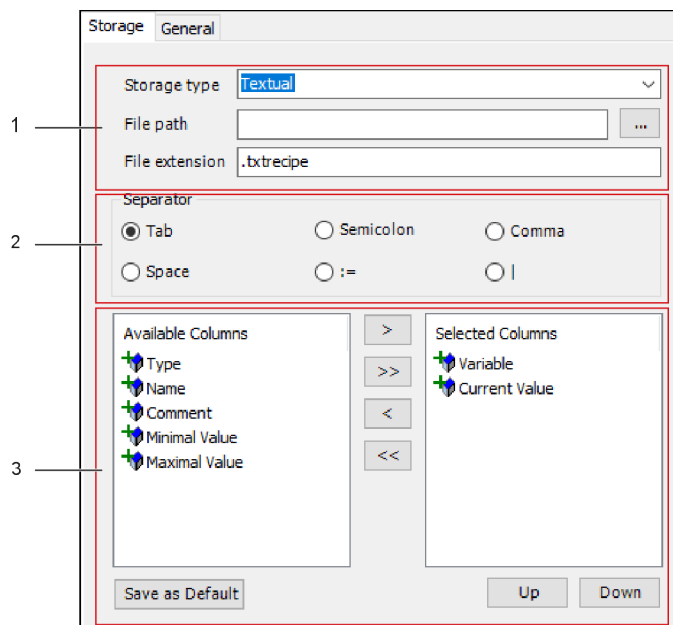 Storage General
1
Storage type Textual
File path ...
File extension .txtrecipe
2
Separator
Tab Semicolon Comma
Space := |
3
Available Columns > Selected Columns
Type Variable
Name >> Current Value
Comment <
Minimal Value
Maximal Value <<
Save as Default Up Down